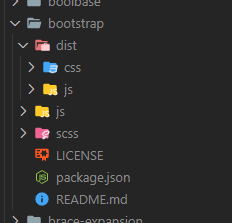 boolbase
bootstrap
dist
css
js
js
scss
LICENSE
package.json
README.md
brace-expansion